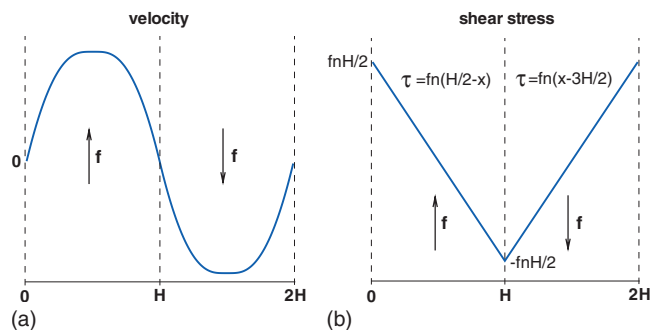 velocity
0
f
f
0
H
2H
(a)
shear stress
fnH/2
τ=fn(H/2-x)
τ=fn(x-3H/2)
f
f
-fnH/2
0
H
2H
(b)